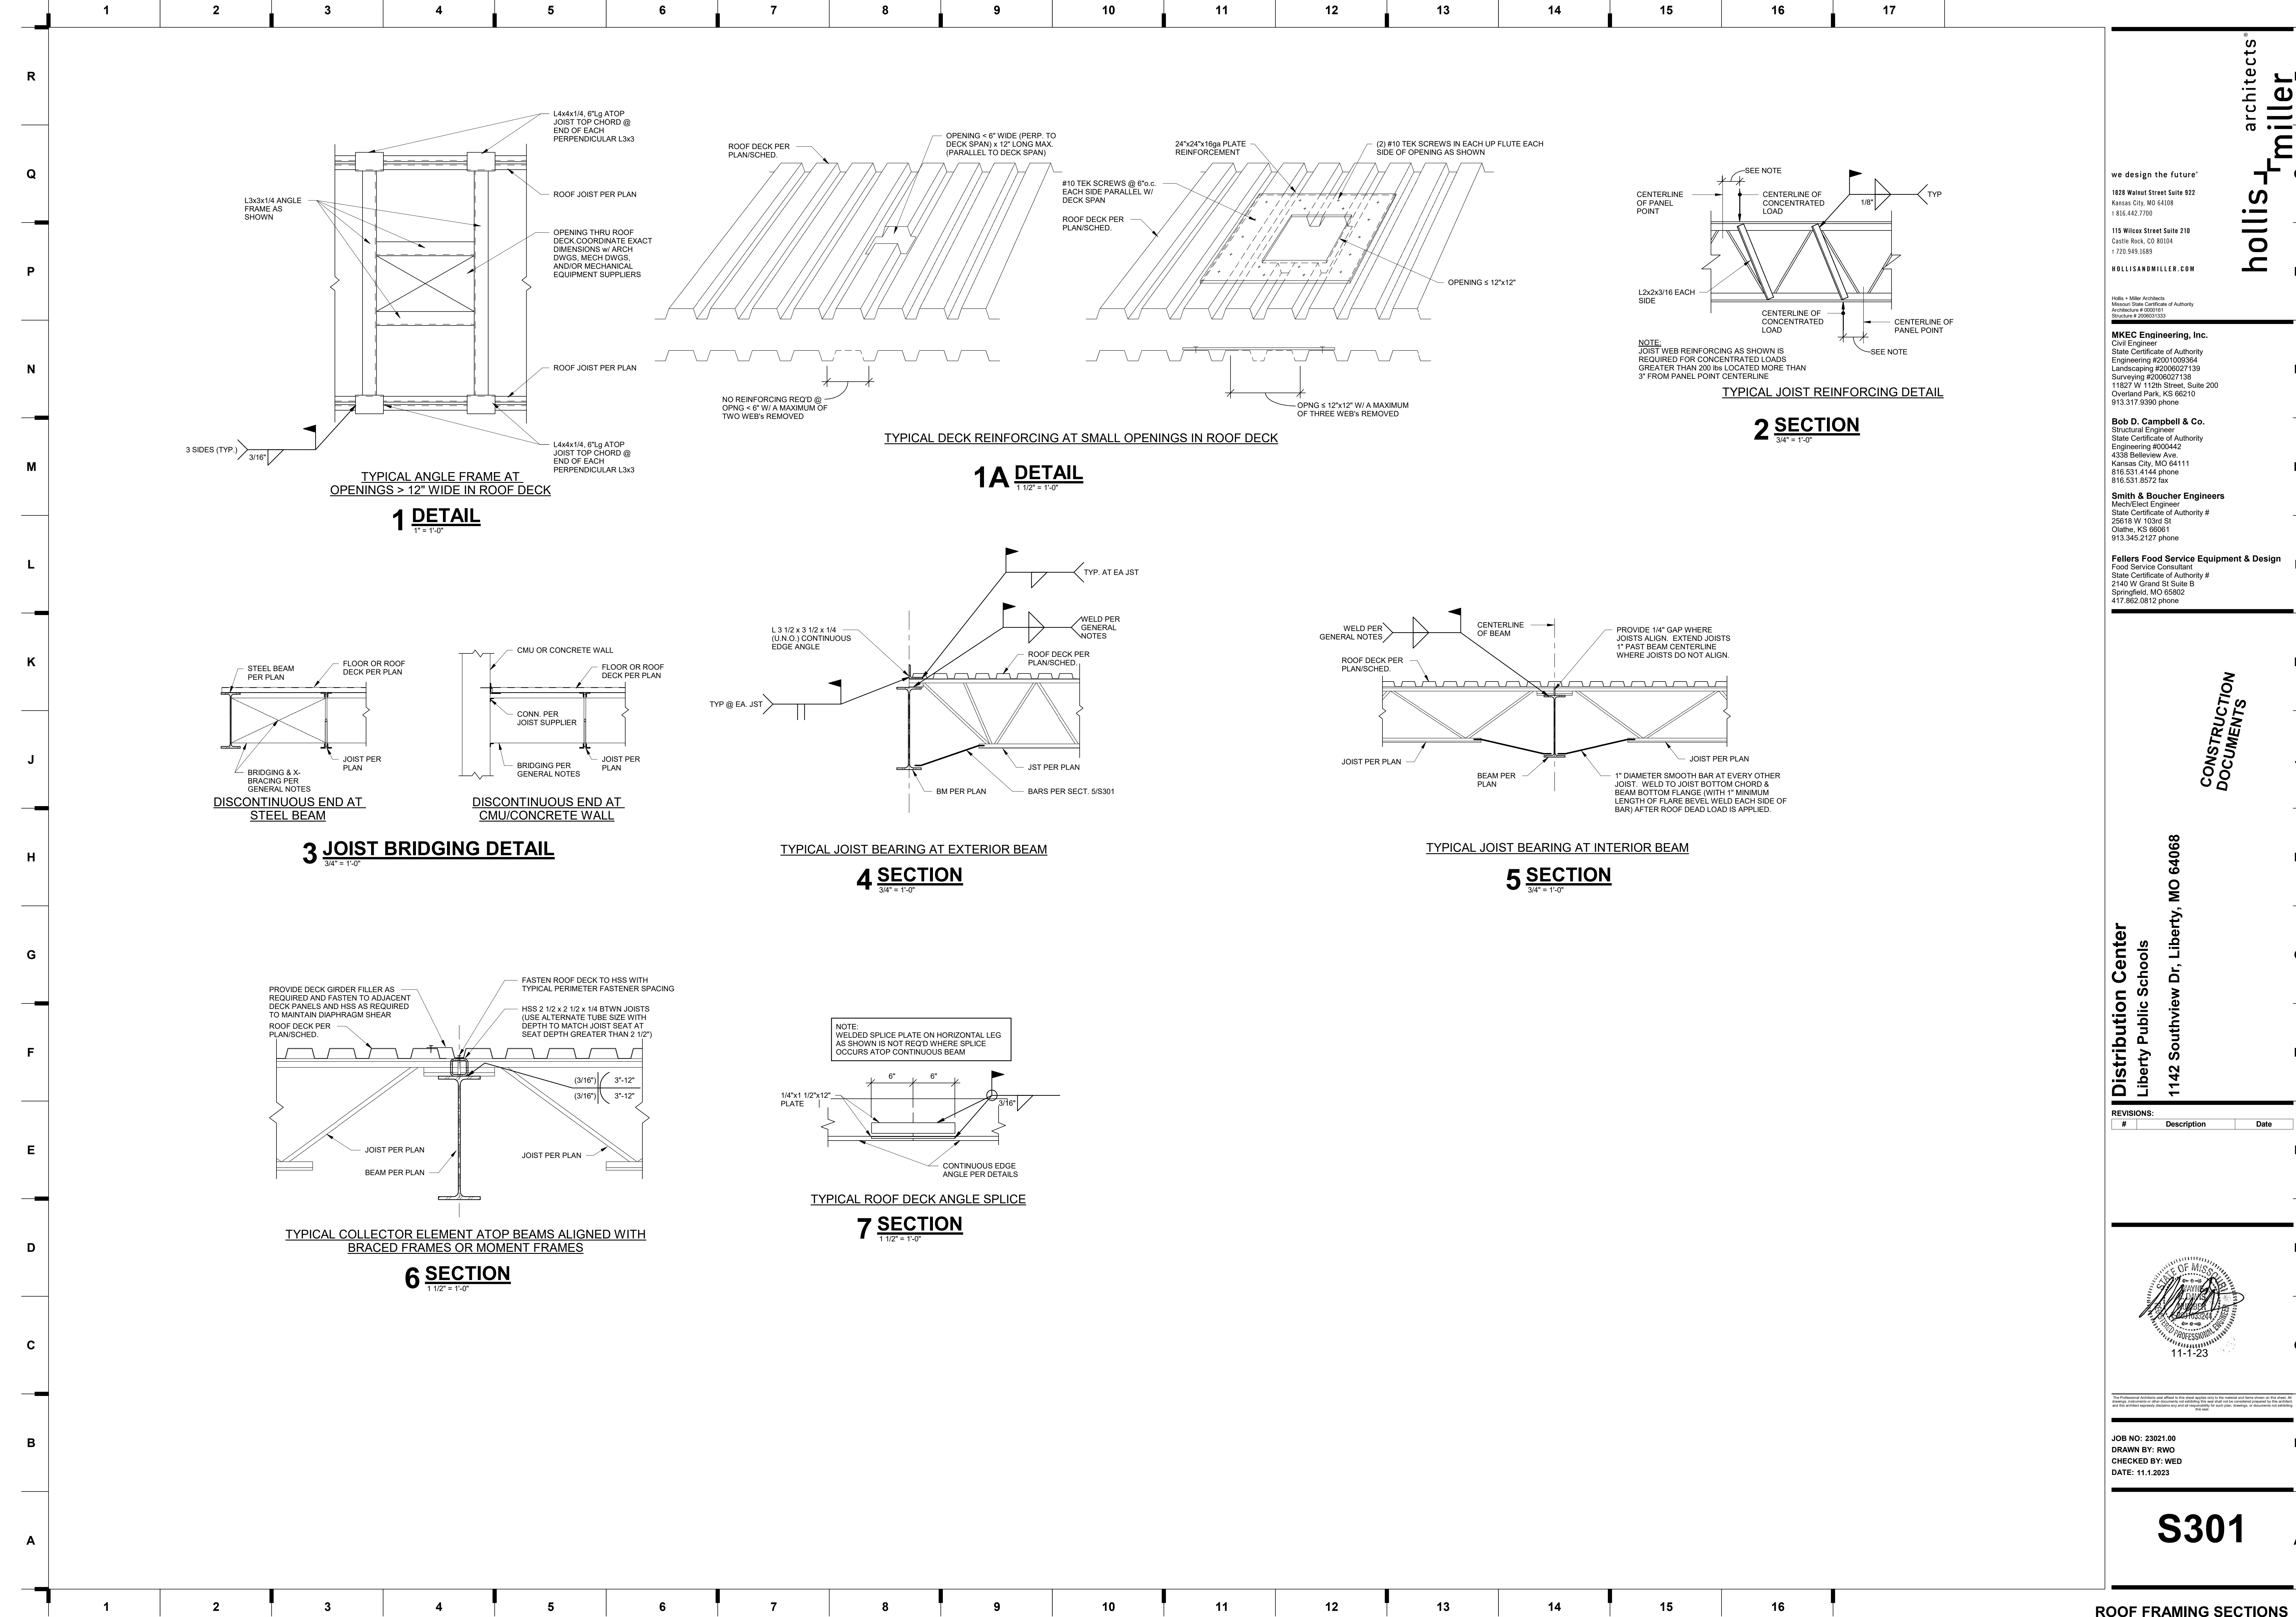 1 2 3 4 5 6 7 8 9 10 11 12 13 14 15 16 17
R
Q
P
N
M
L
K
J
H
G
F
E
D
C
B
A
L4x4x1/4, 6"Lg ATOP
JOIST TOP CHORD @
END OF EACH
PERPENDICULAR L3x3
ROOF JOIST PER PLAN
L3x3x1/4 ANGLE
FRAME AS
SHOWN
OPENING THRU ROOF
DECK.COORDINATE EXACT
DIMENSIONS w/ ARCH
DWGS, MECH DWGS,
AND/OR MECHANICAL
EQUIPMENT SUPPLIERS
ROOF JOIST PER PLAN
3 SIDES (TYP.)
3/16"
L4x4x1/4, 6"Lg ATOP
JOIST TOP CHORD @
END OF EACH
PERPENDICULAR L3x3
TYPICAL ANGLE FRAME AT
OPENINGS > 12" WIDE IN ROOF DECK
1 DETAIL
1" = 1'-0"
ROOF DECK PER
PLAN/SCHED.
OPENING < 6" WIDE (PERP. TO
DECK SPAN) x 12" LONG MAX.
(PARALLEL TO DECK SPAN)
NO REINFORCING REQ'D @
OPNG < 6" W/ A MAXIMUM OF
TWO WEB's REMOVED
24"x24"x16ga PLATE
REINFORCEMENT
(2) #10 TEK SCREWS IN EACH UP FLUTE EACH
SIDE OF OPENING AS SHOWN
#10 TEK SCREWS @ 6"o.c.
EACH SIDE PARALLEL W/
DECK SPAN
ROOF DECK PER
PLAN/SCHED.
OPENING ≤ 12"x12"
OPNG ≤ 12"x12" W/ A MAXIMUM
OF THREE WEB's REMOVED
TYPICAL DECK REINFORCING AT SMALL OPENINGS IN ROOF DECK
1A DETAIL
1 1/2" = 1'-0"
SEE NOTE
CENTERLINE
OF PANEL
POINT
CENTERLINE OF
CONCENTRATED
LOAD
1/8"
TYP
L2x2x3/16 EACH
SIDE
CENTERLINE OF
CONCENTRATED
LOAD
CENTERLINE OF
PANEL POINT
SEE NOTE
NOTE:
JOIST WEB REINFORCING AS SHOWN IS
REQUIRED FOR CONCENTRATED LOADS
GREATER THAN 200 lbs LOCATED MORE THAN
3" FROM PANEL POINT CENTERLINE
TYPICAL JOIST REINFORCING DETAIL
2 SECTION
3/4" = 1'-0"
STEEL BEAM
PER PLAN
FLOOR OR ROOF
DECK PER PLAN
JOIST PER
PLAN
BRIDGING & X-
BRACING PER
GENERAL NOTES
DISCONTINUOUS END AT
STEEL BEAM
CMU OR CONCRETE WALL
FLOOR OR ROOF
DECK PER PLAN
CONN. PER
JOIST SUPPLIER
BRIDGING PER
GENERAL NOTES
JOIST PER
PLAN
DISCONTINUOUS END AT
CMU/CONCRETE WALL
3 JOIST BRIDGING DETAIL
3/4" = 1'-0"
TYP. AT EA JST
WELD PER
GENERAL
NOTES
L 3 1/2 x 3 1/2 x 1/4
(U.N.O.) CONTINUOUS
EDGE ANGLE
ROOF DECK PER
PLAN/SCHED.
TYP @ EA. JST
JST PER PLAN
BM PER PLAN
BARS PER SECT. 5/S301
TYPICAL JOIST BEARING AT EXTERIOR BEAM
4 SECTION
3/4" = 1'-0"
WELD PER
GENERAL NOTES
CENTERLINE
OF BEAM
PROVIDE 1/4" GAP WHERE
JOISTS ALIGN. EXTEND JOISTS
1" PAST BEAM CENTERLINE
WHERE JOISTS DO NOT ALIGN.
ROOF DECK PER
PLAN/SCHED.
JOIST PER PLAN
JOIST PER PLAN
BEAM PER
PLAN
1" DIAMETER SMOOTH BAR AT EVERY OTHER
JOIST. WELD TO JOIST BOTTOM CHORD &
BEAM BOTTOM FLANGE (WITH 1" MINIMUM
LENGTH OF FLARE BEVEL WELD EACH SIDE OF
BAR) AFTER ROOF DEAD LOAD IS APPLIED.
TYPICAL JOIST BEARING AT INTERIOR BEAM
5 SECTION
3/4" = 1'-0"
PROVIDE DECK GIRDER FILLER AS
REQUIRED AND FASTEN TO ADJACENT
DECK PANELS AND HSS AS REQUIRED
TO MAINTAIN DIAPHRAGM SHEAR
ROOF DECK PER
PLAN/SCHED.
FASTEN ROOF DECK TO HSS WITH
TYPICAL PERIMETER FASTENER SPACING
HSS 2 1/2 x 2 1/2 x 1/4 BTWN JOISTS
(USE ALTERNATE TUBE SIZE WITH
DEPTH TO MATCH JOIST SEAT AT
SEAT DEPTH GREATER THAN 2 1/2")
(3/16") 3"-12"
(3/16") 3"-12"
JOIST PER PLAN
BEAM PER PLAN
JOIST PER PLAN
TYPICAL COLLECTOR ELEMENT ATOP BEAMS ALIGNED WITH
BRACED FRAMES OR MOMENT FRAMES
6 SECTION
1 1/2" = 1'-0"
NOTE:
WELDED SPLICE PLATE ON HORIZONTAL LEG
AS SHOWN IS NOT REQ'D WHERE SPLICE
OCCURS ATOP CONTINUOUS BEAM
6" 6"
1/4"x1 1/2"x12"
PLATE
3/16"
CONTINUOUS EDGE
ANGLE PER DETAILS
TYPICAL ROOF DECK ANGLE SPLICE
7 SECTION
1 1/2" = 1'-0"
hollis + miller
architects®
we design the future'
1828 Walnut Street Suite 922
Kansas City, MO 64108
t 816.442.7700
115 Wilcox Street Suite 210
Castle Rock, CO 80104
t 720.949.1689
HOLLISANDMILLER.COM
Hollis + Miller Architects
Missouri State Certificate of Authority
Architecture # 0000161
Structure # 2006031333
MKEC Engineering, Inc.
Civil Engineer
State Certificate of Authority
Engineering #2001009364
Landscaping #2006027139
Surveying #2006027138
11827 W 112th Street, Suite 200
Overland Park, KS 66210
913.317.9390 phone
Bob D. Campbell & Co.
Structural Engineer
State Certificate of Authority
Engineering #000442
4338 Belleview Ave.
Kansas City, MO 64111
816.531.4144 phone
816.531.8572 fax
Smith & Boucher Engineers
Mech/Elect Engineer
State Certificate of Authority #
25618 W 103rd St
Olathe, KS 66061
913.345.2127 phone
Fellers Food Service Equipment & Design
Food Service Consultant
State Certificate of Authority #
2140 W Grand St Suite B
Springfield, MO 65802
417.862.0812 phone
CONSTRUCTION
DOCUMENTS
Distribution Center
Liberty Public Schools
1142 Southview Dr, Liberty, MO 64068
REVISIONS:
# Description Date
STATE OF MISSOURI
NUMBER
PROFESSIONAL ENGINEER
11-1-23
JOB NO: 23021.00
DRAWN BY: RWO
CHECKED BY: WED
DATE: 11.1.2023
S301
1 2 3 4 5 6 7 8 9 10 11 12 13 14 15 16
ROOF FRAMING SECTIONS